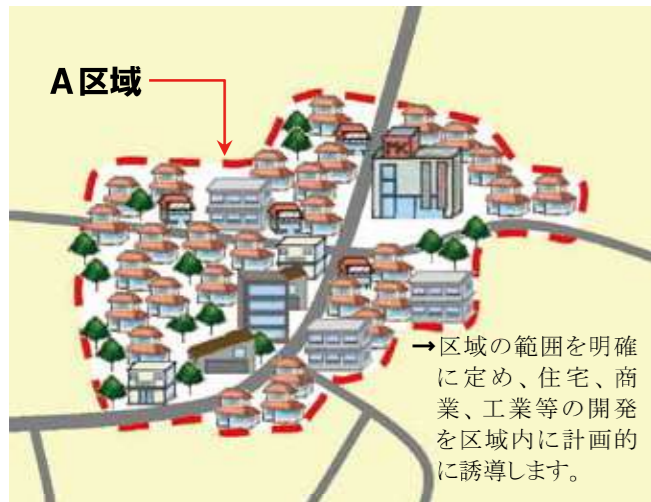 A区域
→区域の範囲を明確
に定め、住宅、商
業、工業等の開発
を区域内に計画的
に誘導します。